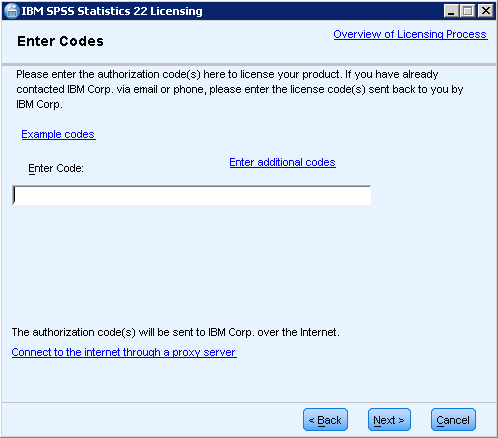 IBM SPSS Statistics 22 Licensing
Enter Codes
Overview of Licensing Process
Please enter the authorization code(s) here to license your product. If you have already
contacted IBM Corp. via email or phone, please enter the license code(s) sent back to you by
IBM Corp.
Example codes
Enter additional codes
Enter Code:
The authorization code(s) will be sent to IBM Corp. over the Internet.
Connect to the internet through a proxy server
< Back Next > Cancel